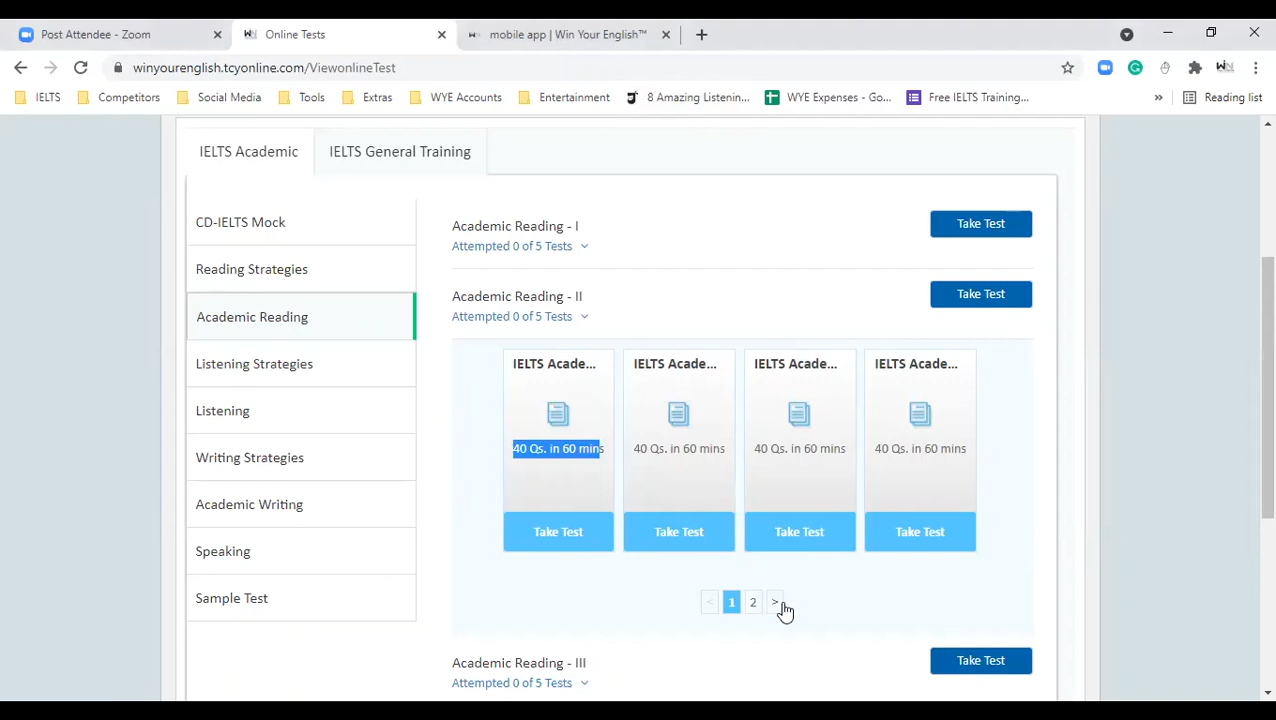 Post Attendee - Zoom
Online Tests
mobile app | Win Your English™
winyourenglish.tcyonline.com/ViewonlineTest
IELTS
Competitors
Social Media
Tools
Extras
WYE Accounts
Entertainment
8 Amazing Listenin...
WYE Expenses - Go...
Free IELTS Training...
Reading list
IELTS Academic
IELTS General Training
CD-IELTS Mock
Reading Strategies
Academic Reading
Listening Strategies
Listening
Writing Strategies
Academic Writing
Speaking
Sample Test
Academic Reading - I
Attempted 0 of 5 Tests
Take Test
Academic Reading - II
Attempted 0 of 5 Tests
Take Test
IELTS Acade...
IELTS Acade...
IELTS Acade...
IELTS Acade...
40 Qs. in 60 mins
40 Qs. in 60 mins
40 Qs. in 60 mins
40 Qs. in 60 mins
Take Test
Take Test
Take Test
Take Test
< 1 2 >
Academic Reading - III
Attempted 0 of 5 Tests
Take Test